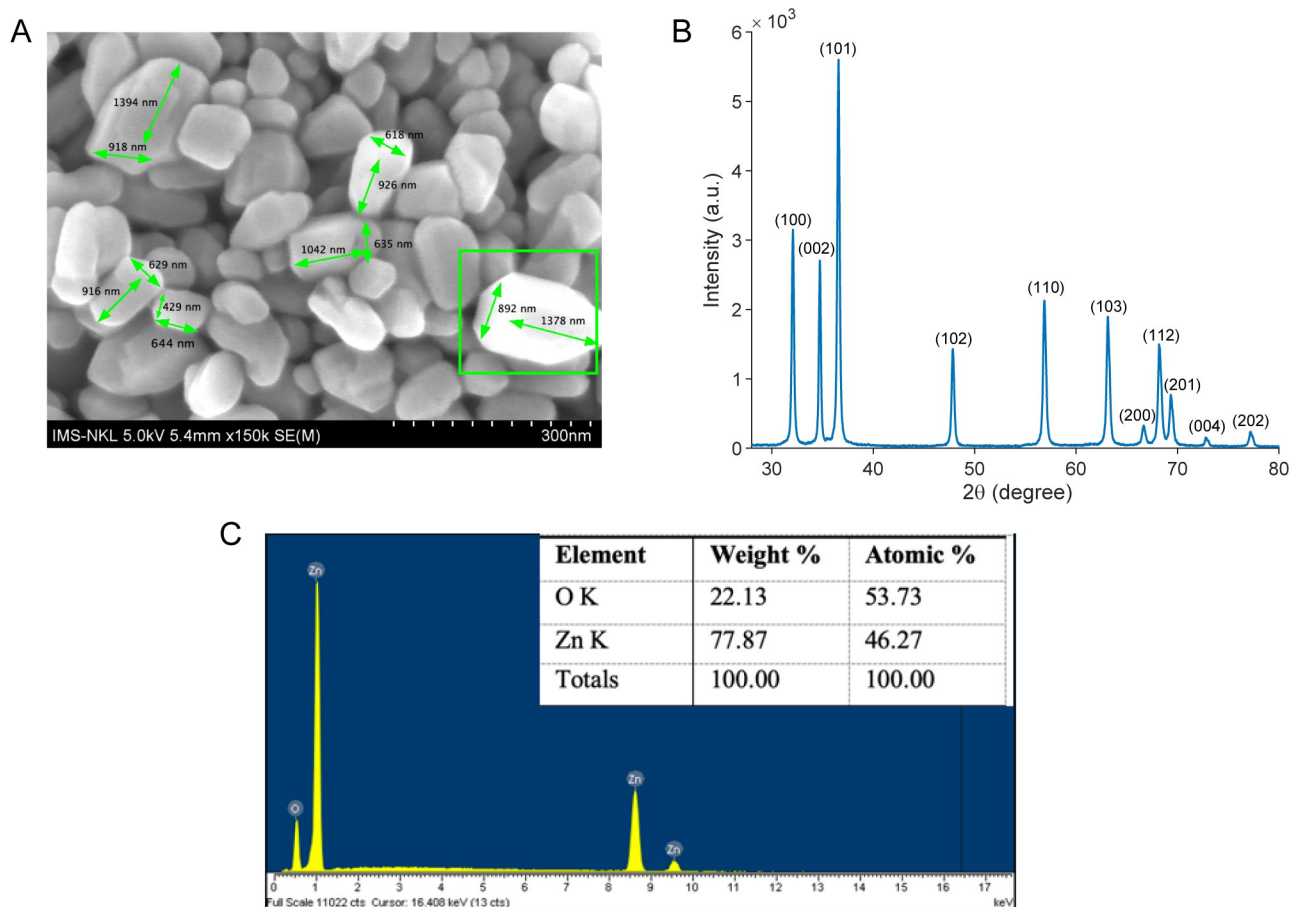 A
1394 nm
918 nm
618 nm
926 nm
1042 nm
635 nm
629 nm
916 nm
429 nm
644 nm
892 nm
1378 nm
IMS-NKL 5.0kV 5.4mm x150k SE(M)
300nm
B
× 10³
6
5
4
3
2
1
0
Intensity (a.u.)
(100)
(002)
(101)
(102)
(110)
(103)
(200)
(112)
(201)
(004)
(202)
30 40 50 60 70 80
2θ (degree)
C
Element Weight % Atomic %
O K 22.13 53.73
Zn K 77.87 46.27
Totals 100.00 100.00
Zn
O
Zn
Zn
0 1 2 3 4 5 6 7 8 9 10 11 12 13 14 15 16 17
Full Scale 11022 cts Cursor: 16.408 keV (13 cts) keV